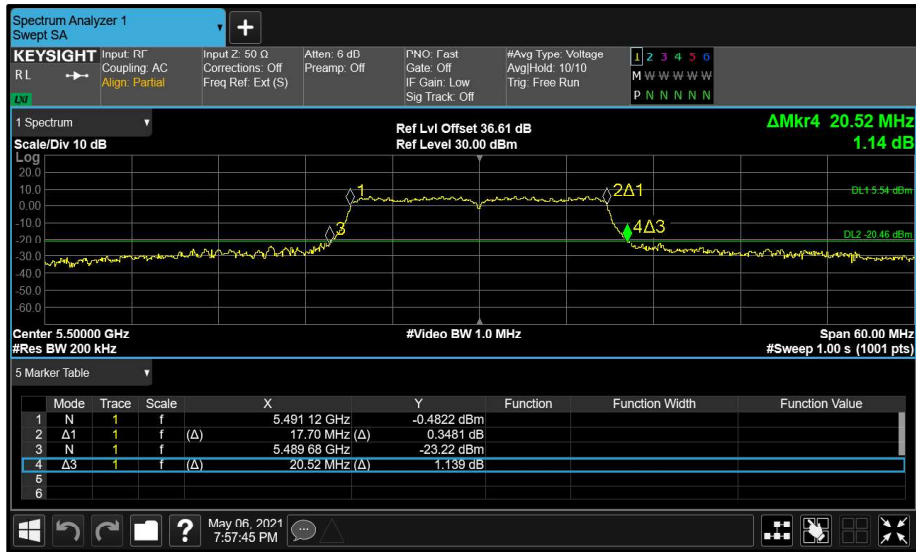 Spectrum Analyzer 1
Swept SA
+
KEYSIGHT Input: RF Input Z: 50 Ω Atten: 6 dB PNO: Fast #Avg Type: Voltage 1 2 3 4 5 6
RL Coupling: AC Corrections: Off Preamp: Off Gate: Off Avg|Hold: 10/10 M W W W W W
Align: Partial Freq Ref: Ext (S) IF Gain: Low Trig: Free Run
LXI Sig Track: Off P N N N N N
1 Spectrum Ref Lvl Offset 36.61 dB ΔMkr4 20.52 MHz
Scale/Div 10 dB Ref Level 30.00 dBm 1.14 dB
Log
20.0
10.0 1 2Δ1 DL1 5.54 dBm
0.00
-10.0 3 4Δ3
-20.0 DL2 -20.46 dBm
-30.0
-40.0
-50.0
-60.0
Center 5.50000 GHz #Video BW 1.0 MHz Span 60.00 MHz
#Res BW 200 kHz #Sweep 1.00 s (1001 pts)
5 Marker Table
Mode Trace Scale X Y Function Function Width Function Value
1 N 1 f 5.491 12 GHz -0.4822 dBm
2 Δ1 1 f (Δ) 17.70 MHz (Δ) 0.3481 dB
3 N 1 f 5.489 68 GHz -23.22 dBm
4 Δ3 1 f (Δ) 20.52 MHz (Δ) 1.139 dB
5
6
? May 06, 2021
7:57:45 PM